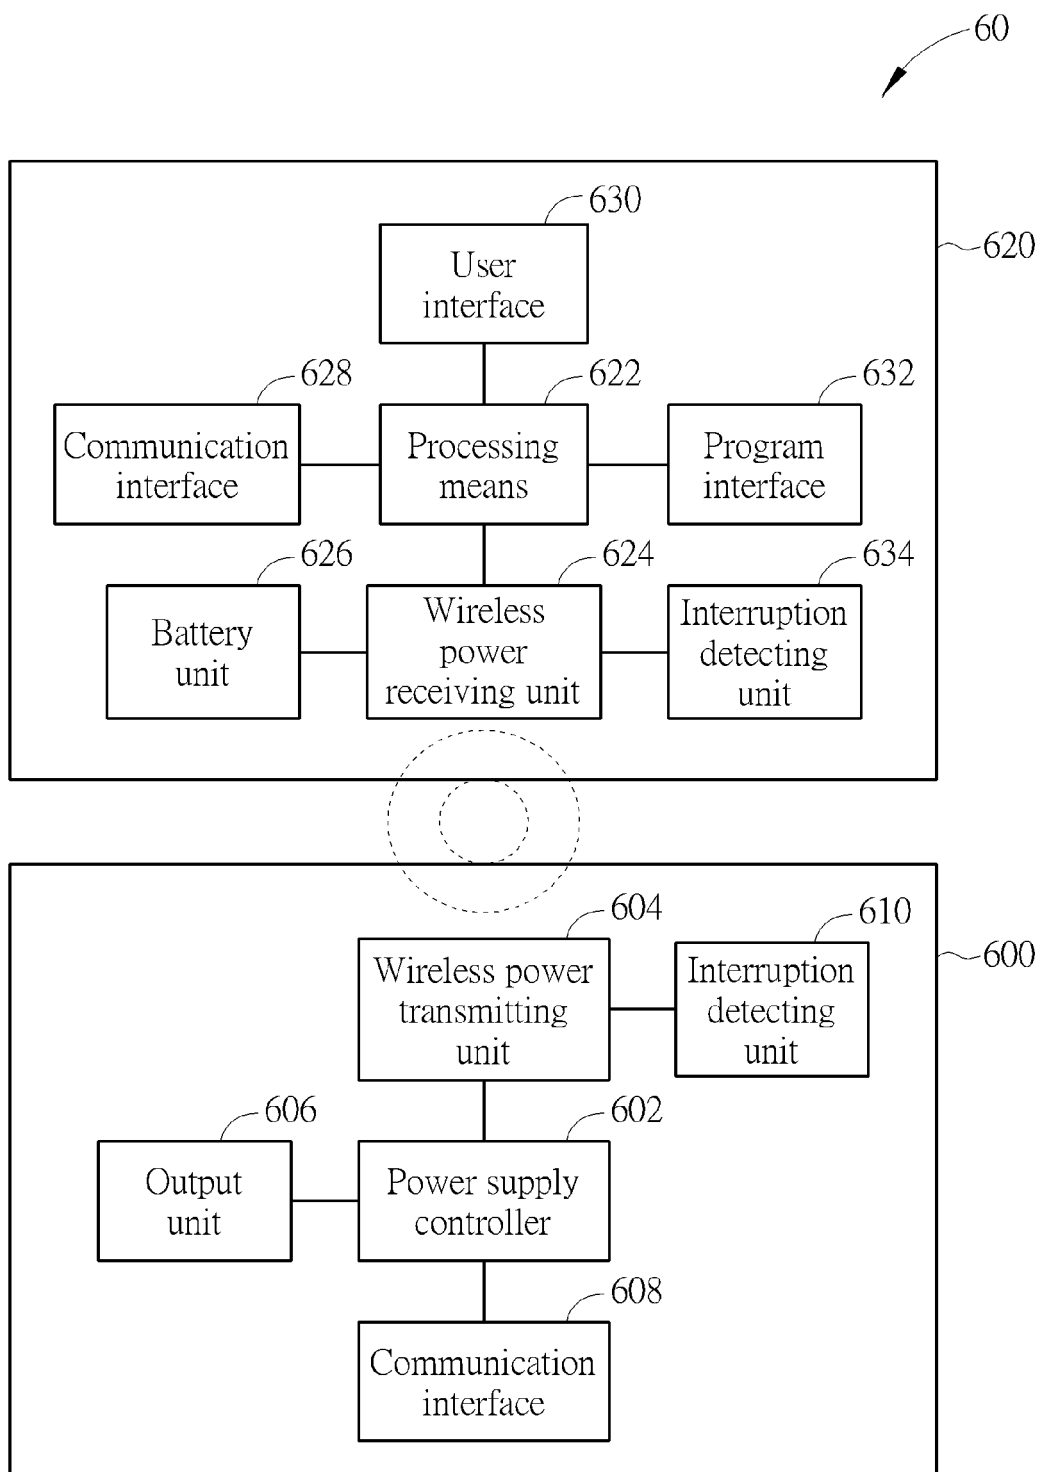 60
620
630
User
interface
628
622
632
Communication
interface
Processing
means
Program
interface
626
624
634
Battery
unit
Wireless
power
receiving unit
Interruption
detecting
unit
604
610
600
Wireless power
transmitting
unit
Interruption
detecting
unit
606
602
Output
unit
Power supply
controller
608
Communication
interface